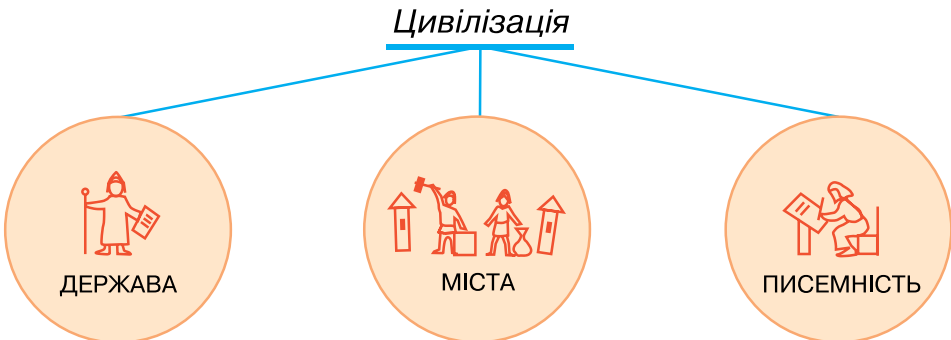 Цивілізація
ДЕРЖАВА
МІСТА
ПИСЕМНІСТЬ